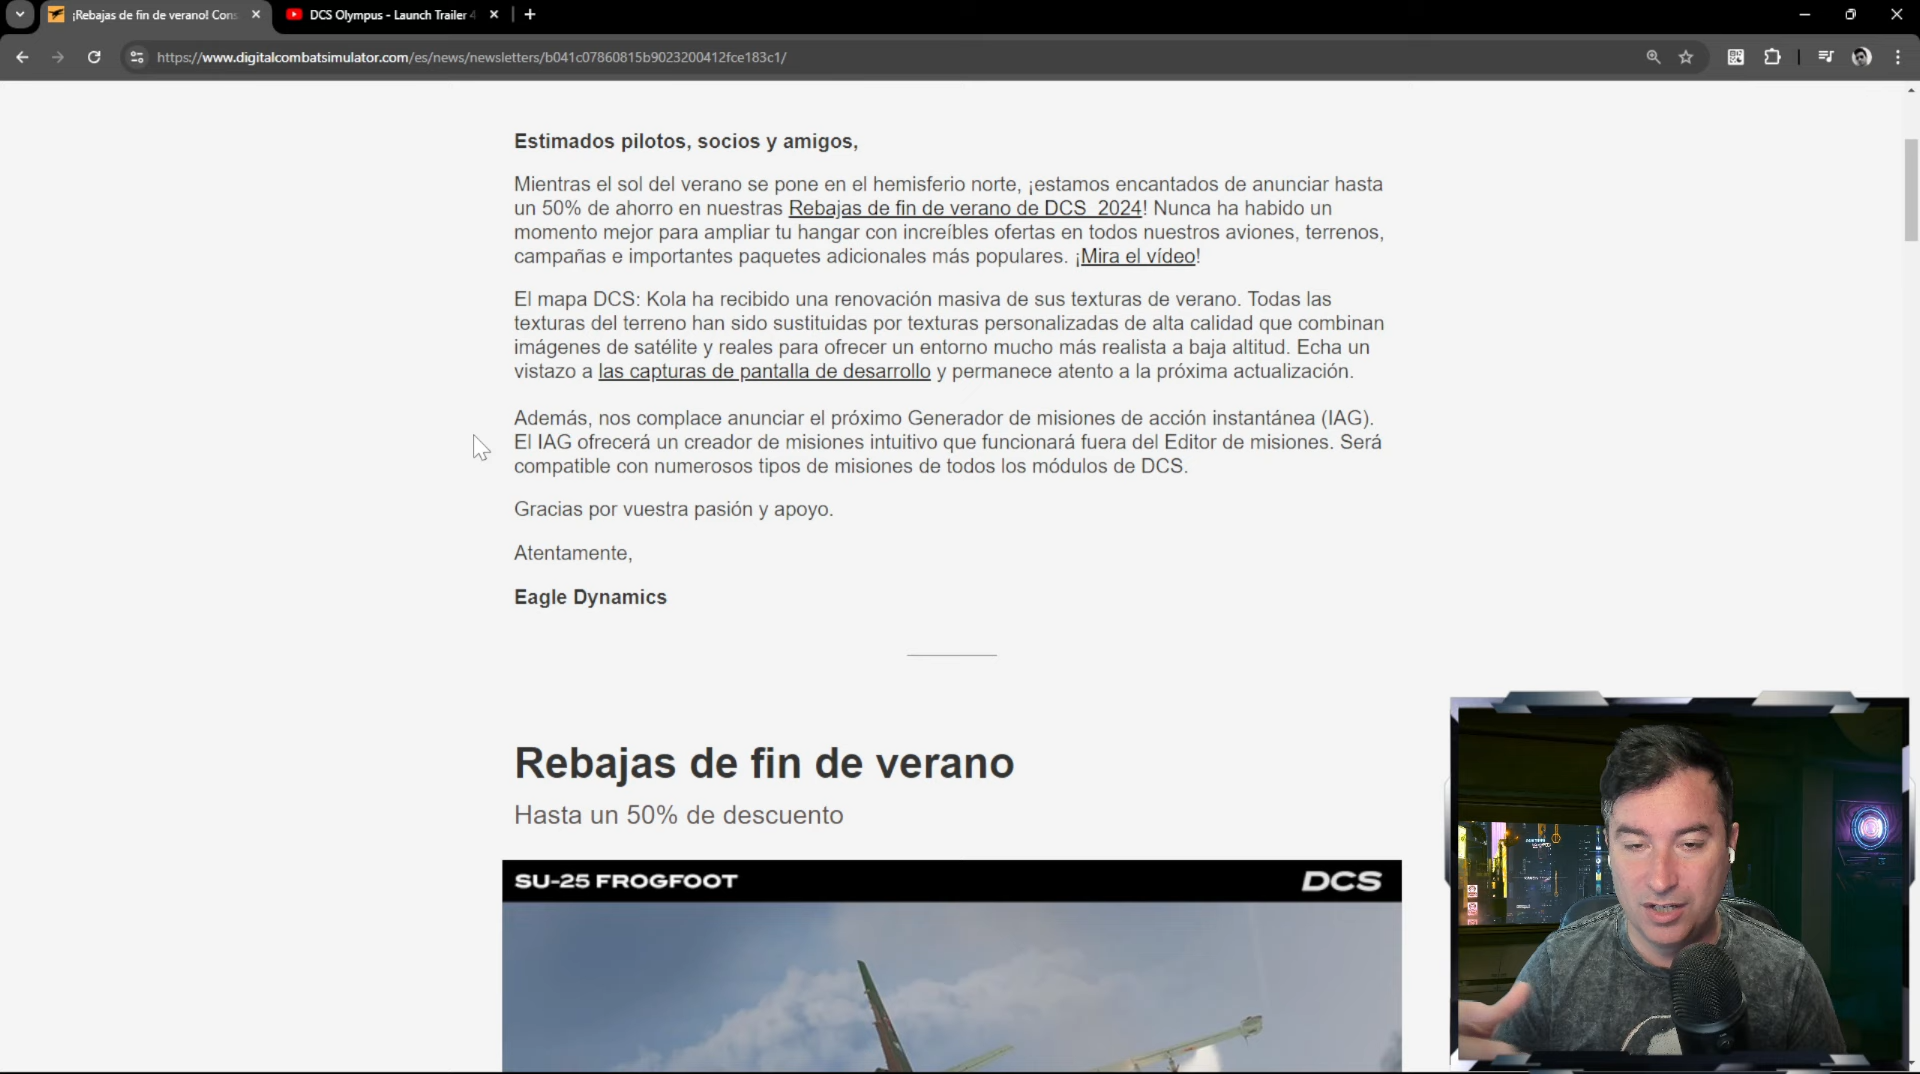 ¡Rebajas de fin de verano! Cons
DCS Olympus - Launch Trailer 4
https://www.digitalcombatsimulator.com/es/news/newsletters/b041c07860815b9023200412fce183c1/
Estimados pilotos, socios y amigos,
Mientras el sol del verano se pone en el hemisferio norte, ¡estamos encantados de anunciar hasta
un 50% de ahorro en nuestras Rebajas de fin de verano de DCS 2024! Nunca ha habido un
momento mejor para ampliar tu hangar con increíbles ofertas en todos nuestros aviones, terrenos,
campañas e importantes paquetes adicionales más populares. ¡Mira el vídeo!
El mapa DCS: Kola ha recibido una renovación masiva de sus texturas de verano. Todas las
texturas del terreno han sido sustituidas por texturas personalizadas de alta calidad que combinan
imágenes de satélite y reales para ofrecer un entorno mucho más realista a baja altitud. Echa un
vistazo a las capturas de pantalla de desarrollo y permanece atento a la próxima actualización.
Además, nos complace anunciar el próximo Generador de misiones de acción instantánea (IAG).
El IAG ofrecerá un creador de misiones intuitivo que funcionará fuera del Editor de misiones. Será
compatible con numerosos tipos de misiones de todos los módulos de DCS.
Gracias por vuestra pasión y apoyo.
Atentamente,
Eagle Dynamics
Rebajas de fin de verano
Hasta un 50% de descuento
SU-25 FROGFOOT
DCS